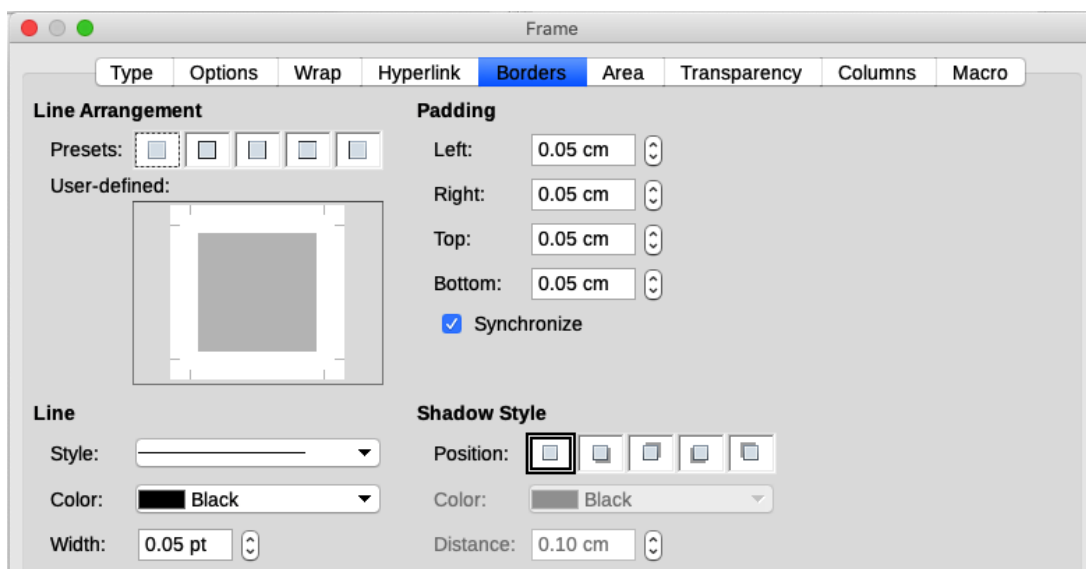 Frame
Type Options Wrap Hyperlink Borders Area Transparency Columns Macro
Line Arrangement
Presets:
User-defined:
Padding
Left: 0.05 cm
Right: 0.05 cm
Top: 0.05 cm
Bottom: 0.05 cm
Synchronize
Line
Style:
Color: Black
Width: 0.05 pt
Shadow Style
Position:
Color: Black
Distance: 0.10 cm